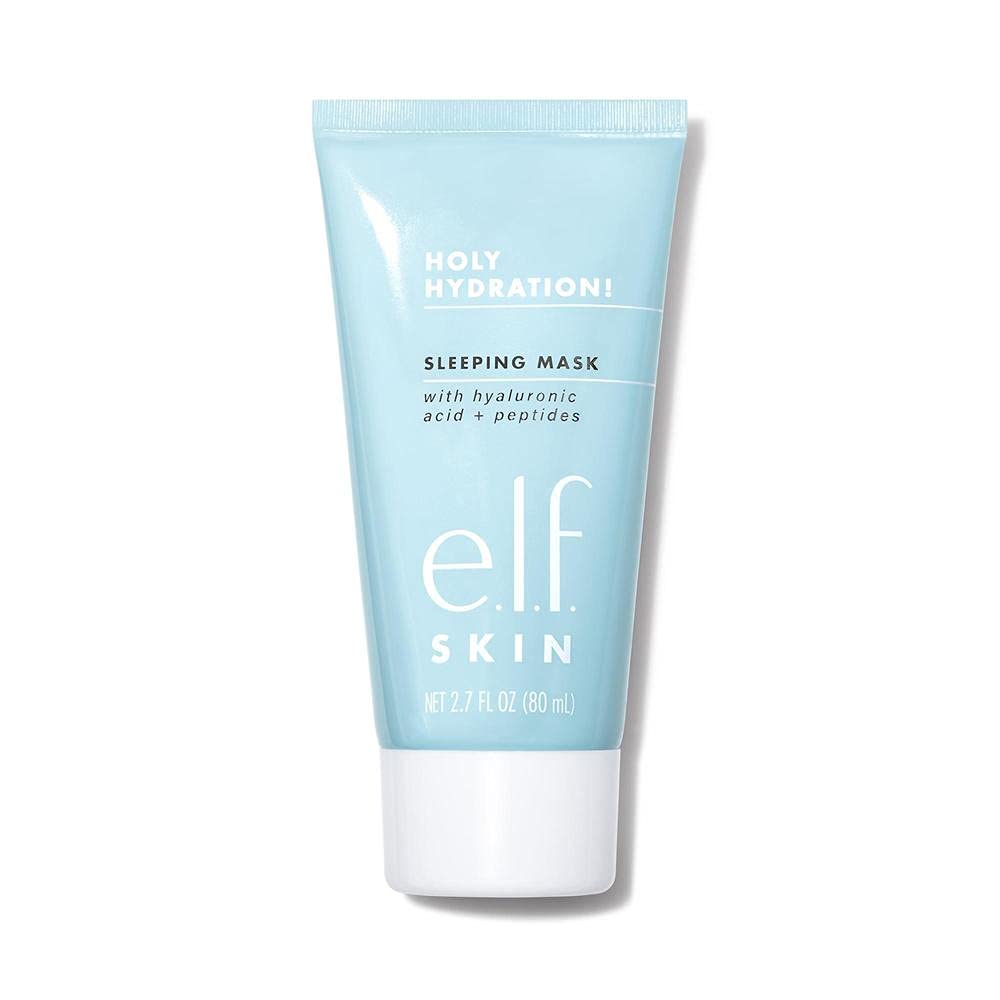 HOLY
HYDRATION!
SLEEPING MASK
with hyaluronic
acid + peptides
e.l.f.
SKIN
NET 2.7 FL OZ (80 mL)